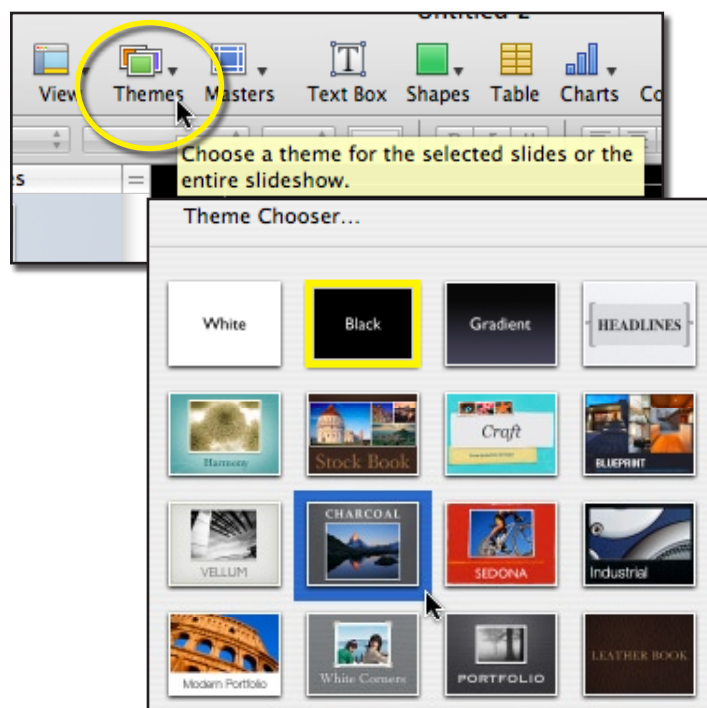 Untitled 2
View Themes Masters Text Box Shapes Table Charts Co
Choose a theme for the selected slides or the
entire slideshow.
s
Theme Chooser...
White Black Gradient HEADLINES
Harmony Stock Book Craft BLUEPRINT
VELLUM CHARCOAL SEDONA Industrial
Modern Portfolio White Corners PORTFOLIO LEATHER BOOK